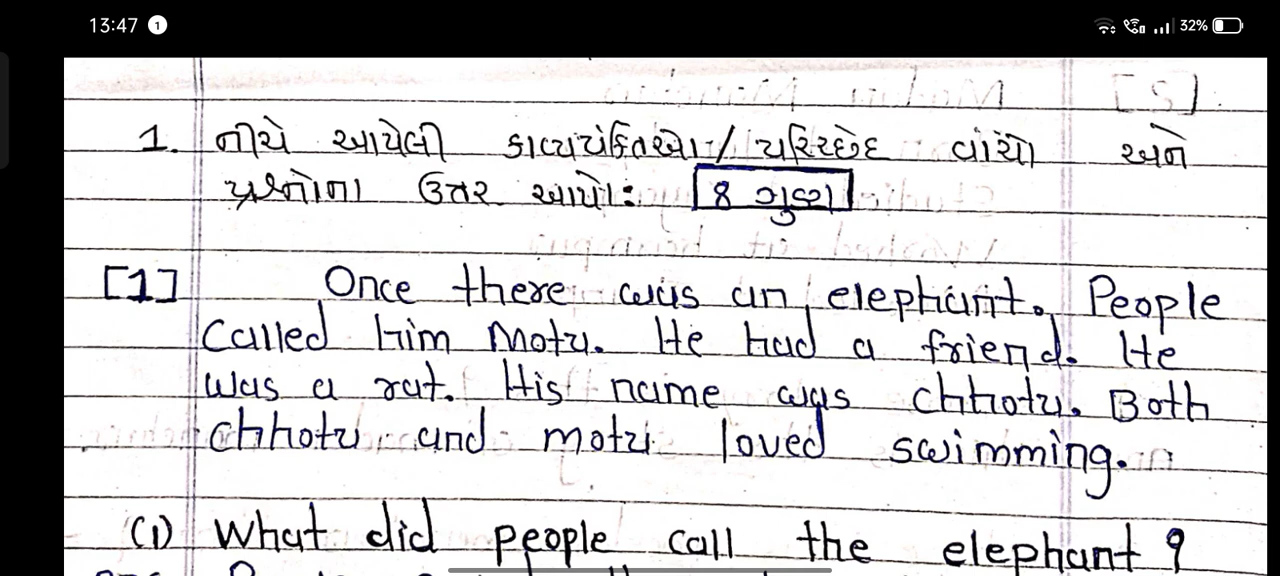 13:47 1
32%
1. નીચે આપેલી કાવ્યપંક્તિઓ/પરિચ્છેદ વાંચો અને
પ્રશ્નોના ઉત્તર આપો: 8 ગુણ
[1] Once there was an elephant. People
Called him Motu. He had a friend. He
was a rat. His name was chhotu. Both
chhotu and motu loved swimming.
(1) What did people call the elephant ?